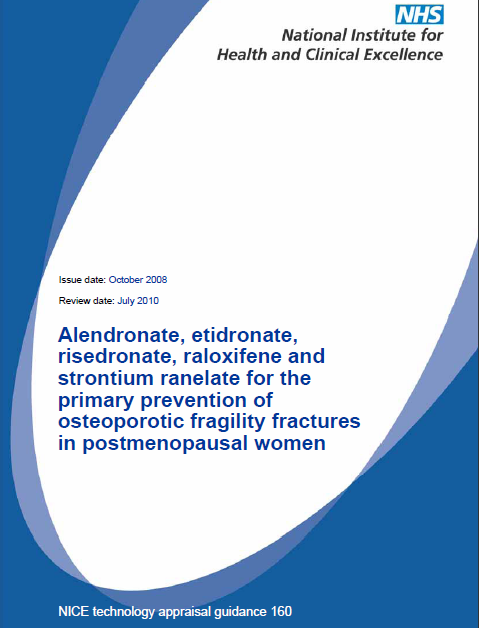 NHS
National Institute for
Health and Clinical Excellence
Issue date: October 2008
Review date: July 2010
Alendronate, etidronate,
risedronate, raloxifene and
strontium ranelate for the
primary prevention of
osteoporotic fragility fractures
in postmenopausal women
NICE technology appraisal guidance 160